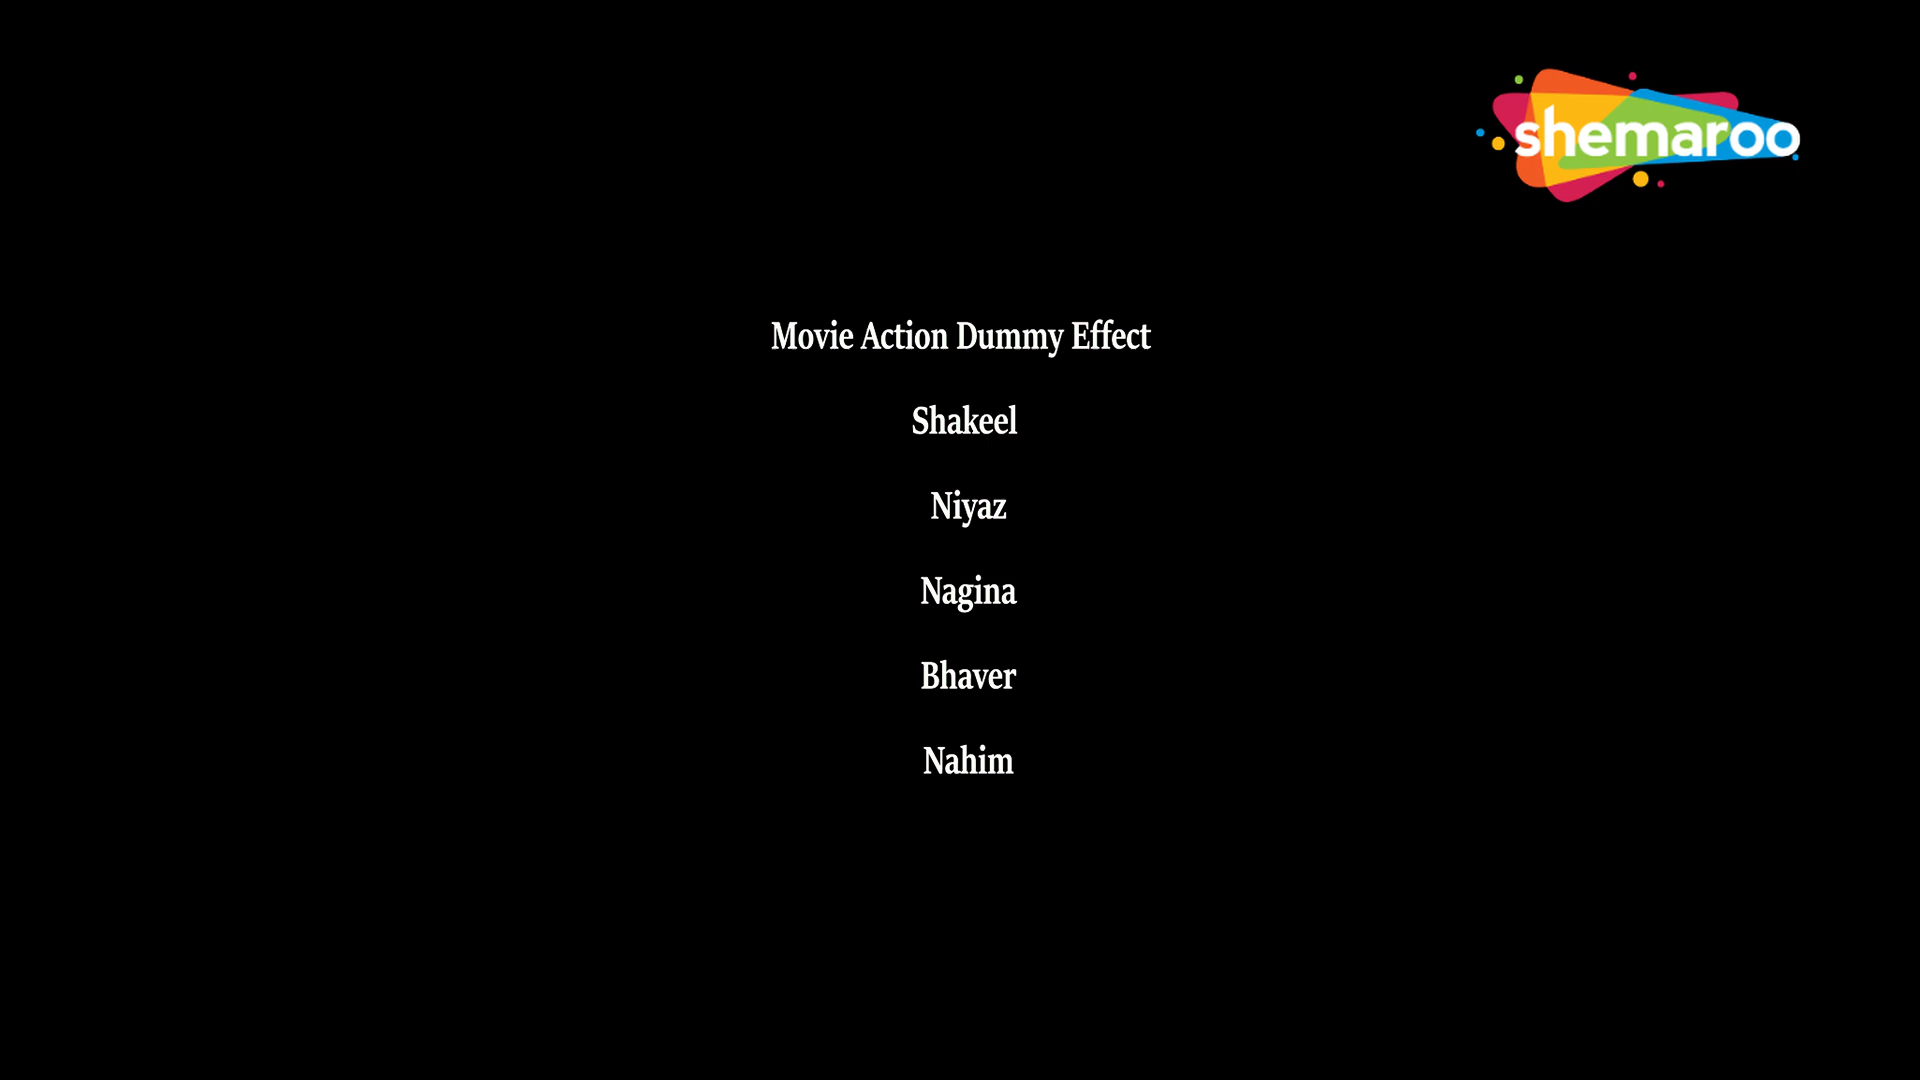 shemaroo
Movie Action Dummy Effect
Shakeel
Niyaz
Nagina
Bhaver
Nahim